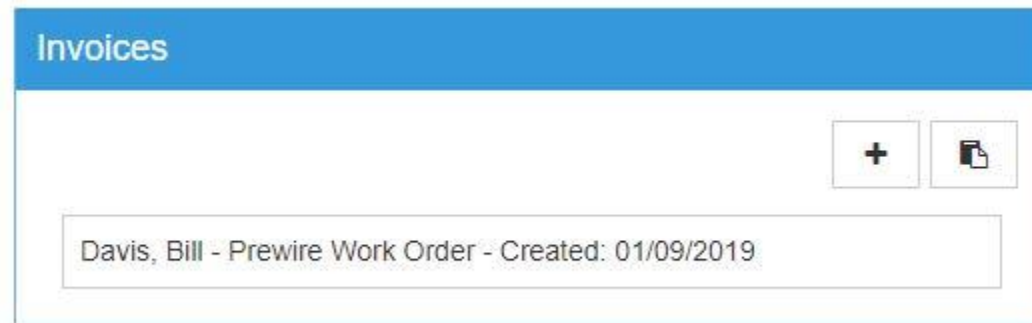 Invoices
Davis, Bill - Prewire Work Order - Created: 01/09/2019